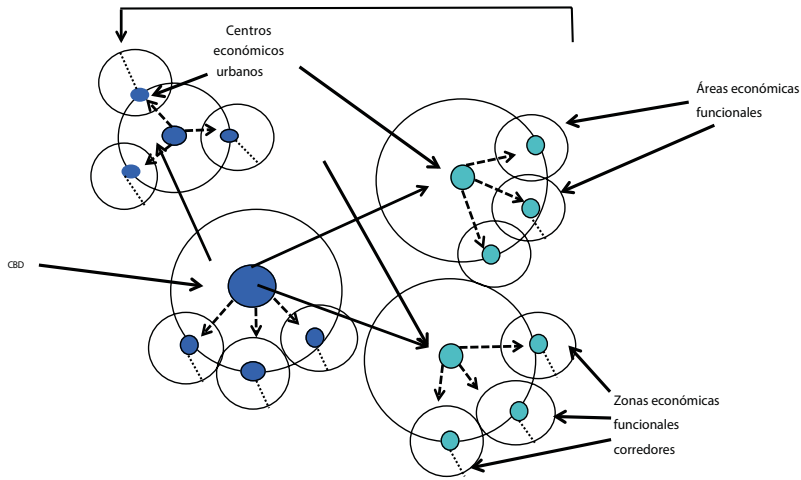 Centros
económicos
urbanos
Áreas económicas
funcionales
CBD
Zonas económicas
funcionales
corredores